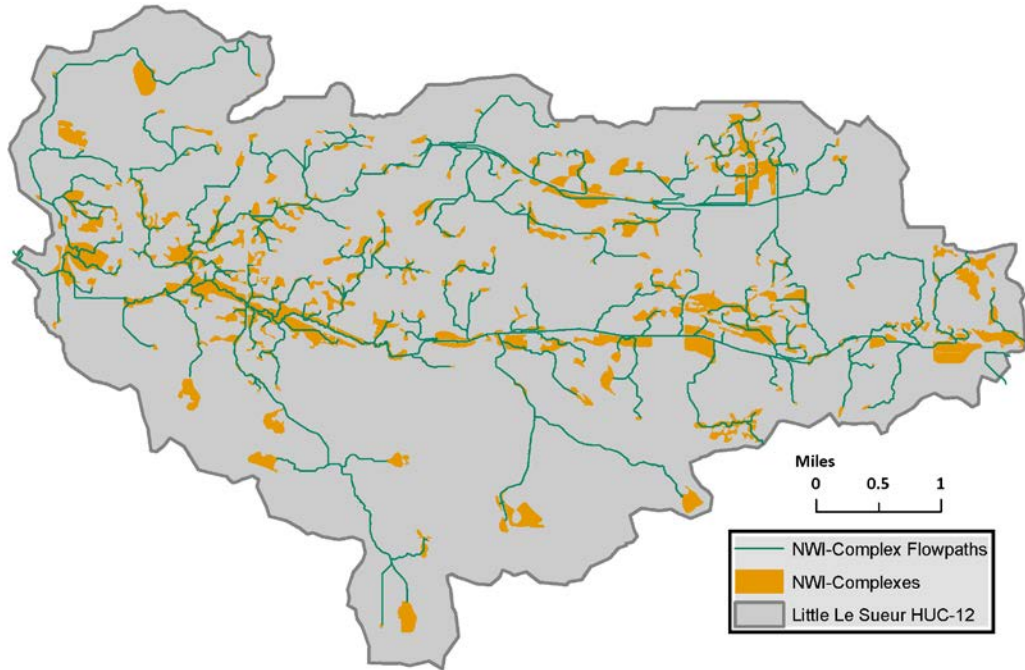 Miles
0 0.5 1
NWI-Complex Flowpaths
NWI-Complexes
Little Le Sueur HUC-12